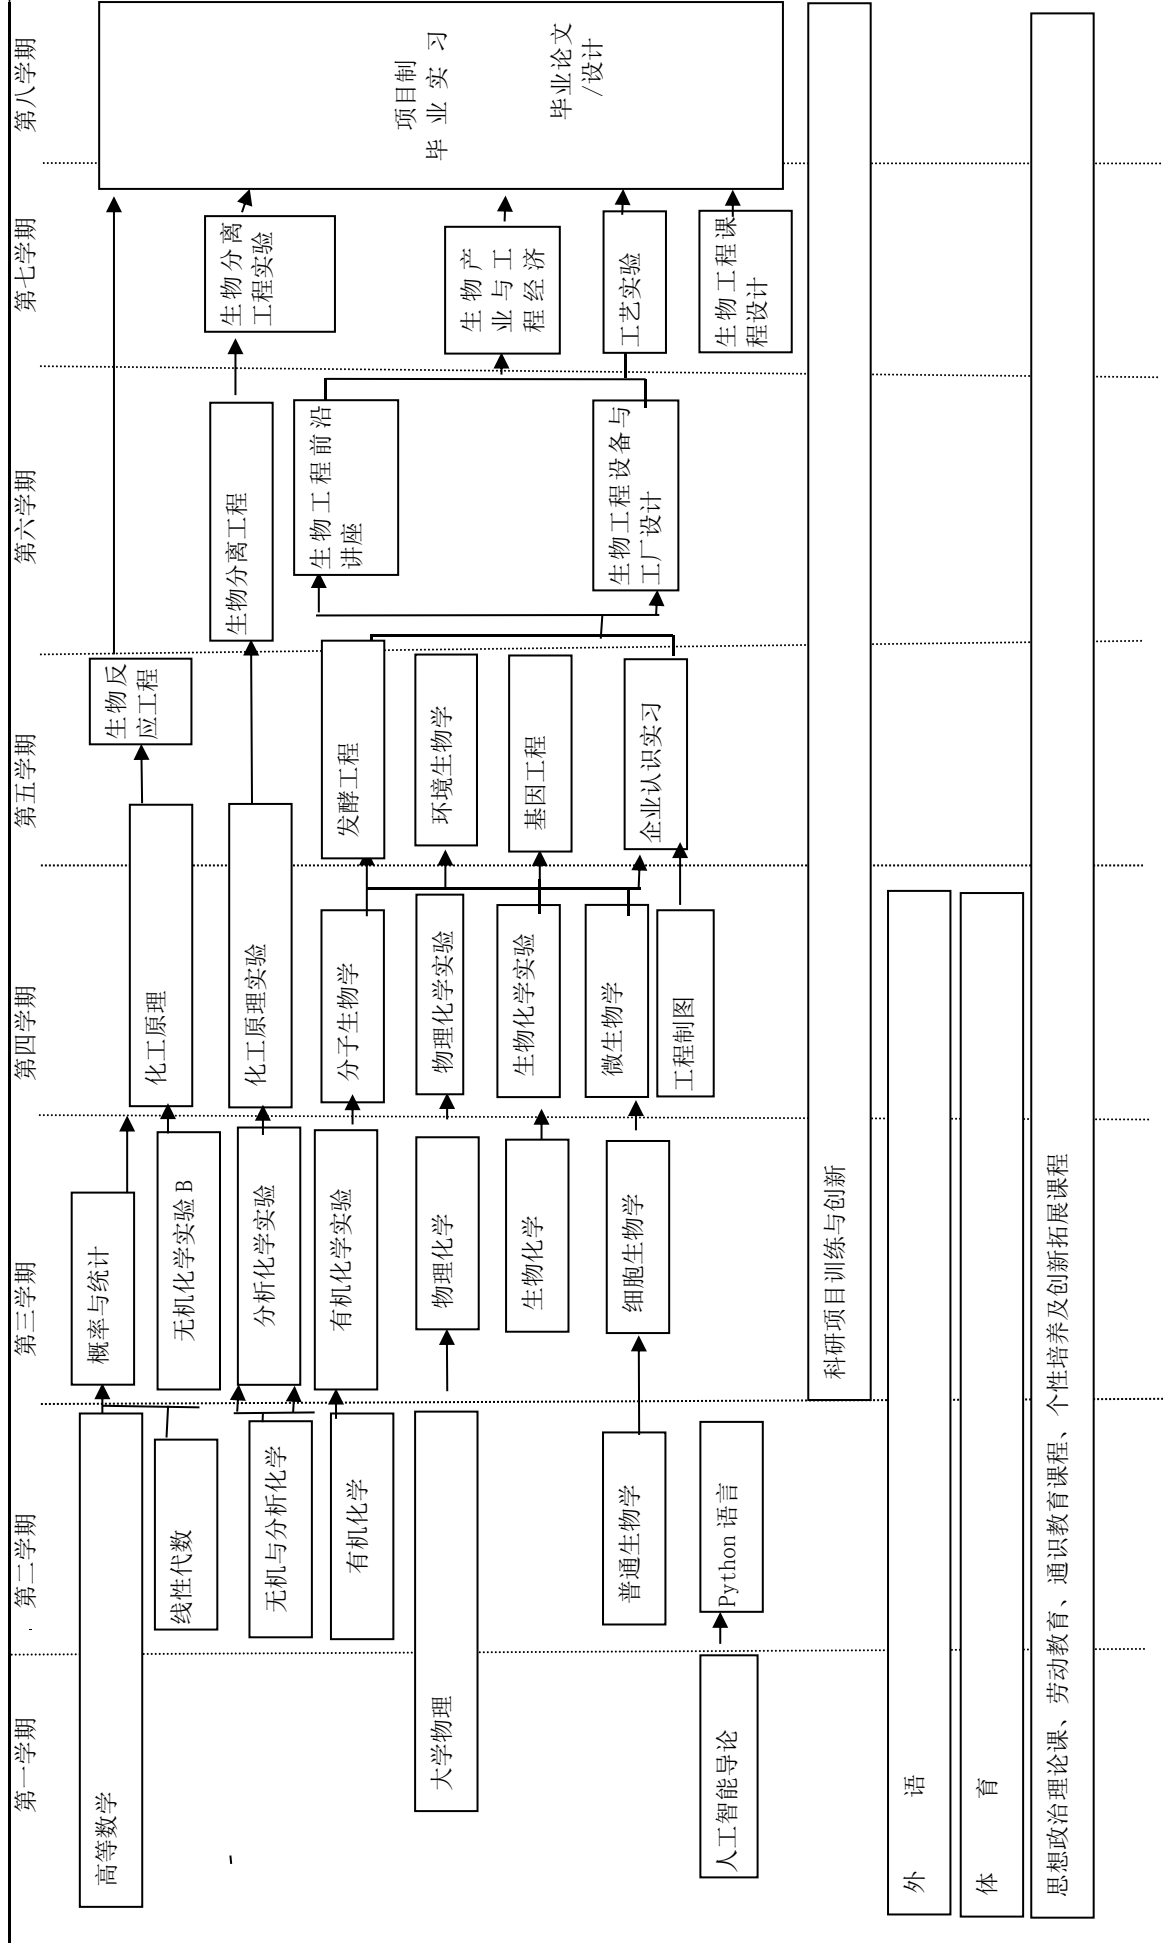 第一学期
第二学期
第三学期
第四学期
第五学期
第六学期
第七学期
第八学期
高等数学
概率与统计
生物反
应工程
线性代数
无机化学实验 B
化工原理
无机与分析化学
分析化学实验
化工原理实验
生物分离工程
生物分离
工程实验
有机化学
有机化学实验
分子生物学
发酵工程
生物工程前沿
讲座
项目制
毕业实习
大学物理
物理化学
物理化学实验
环境生物学
生物产
业与工
程经济
毕业论文
/设计
生物化学
生物化学实验
基因工程
普通生物学
细胞生物学
微生物学
企业认识实习
生物工程设备与
工厂设计
工艺实验
工程制图
人工智能导论
Python 语言
生物工程课
程设计
科研项目训练与创新
外语
体育
思想政治理论课、劳动教育、通识教育课程、个性培养及创新拓展课程